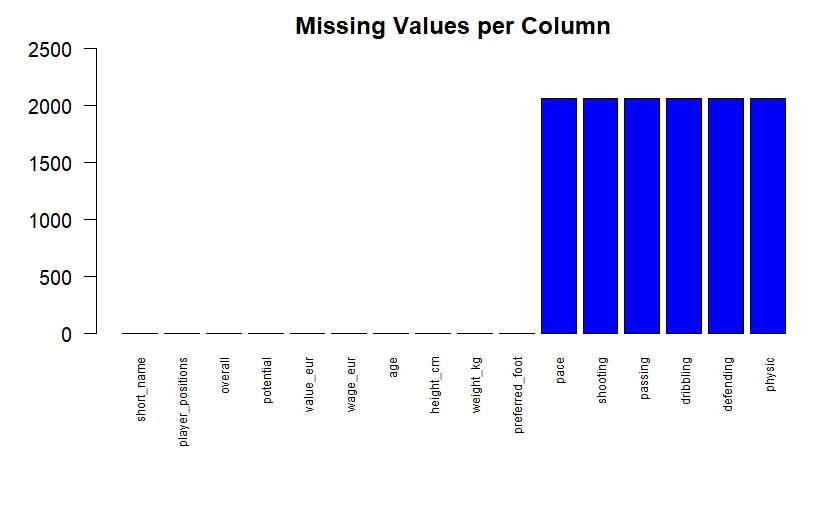 Missing Values per Column
2500
2000
1500
1000
500
0
short_name
player_positions
overall
potential
value_eur
wage_eur
age
height_cm
weight_kg
preferred_foot
pace
shooting
passing
dribbling
defending
physic